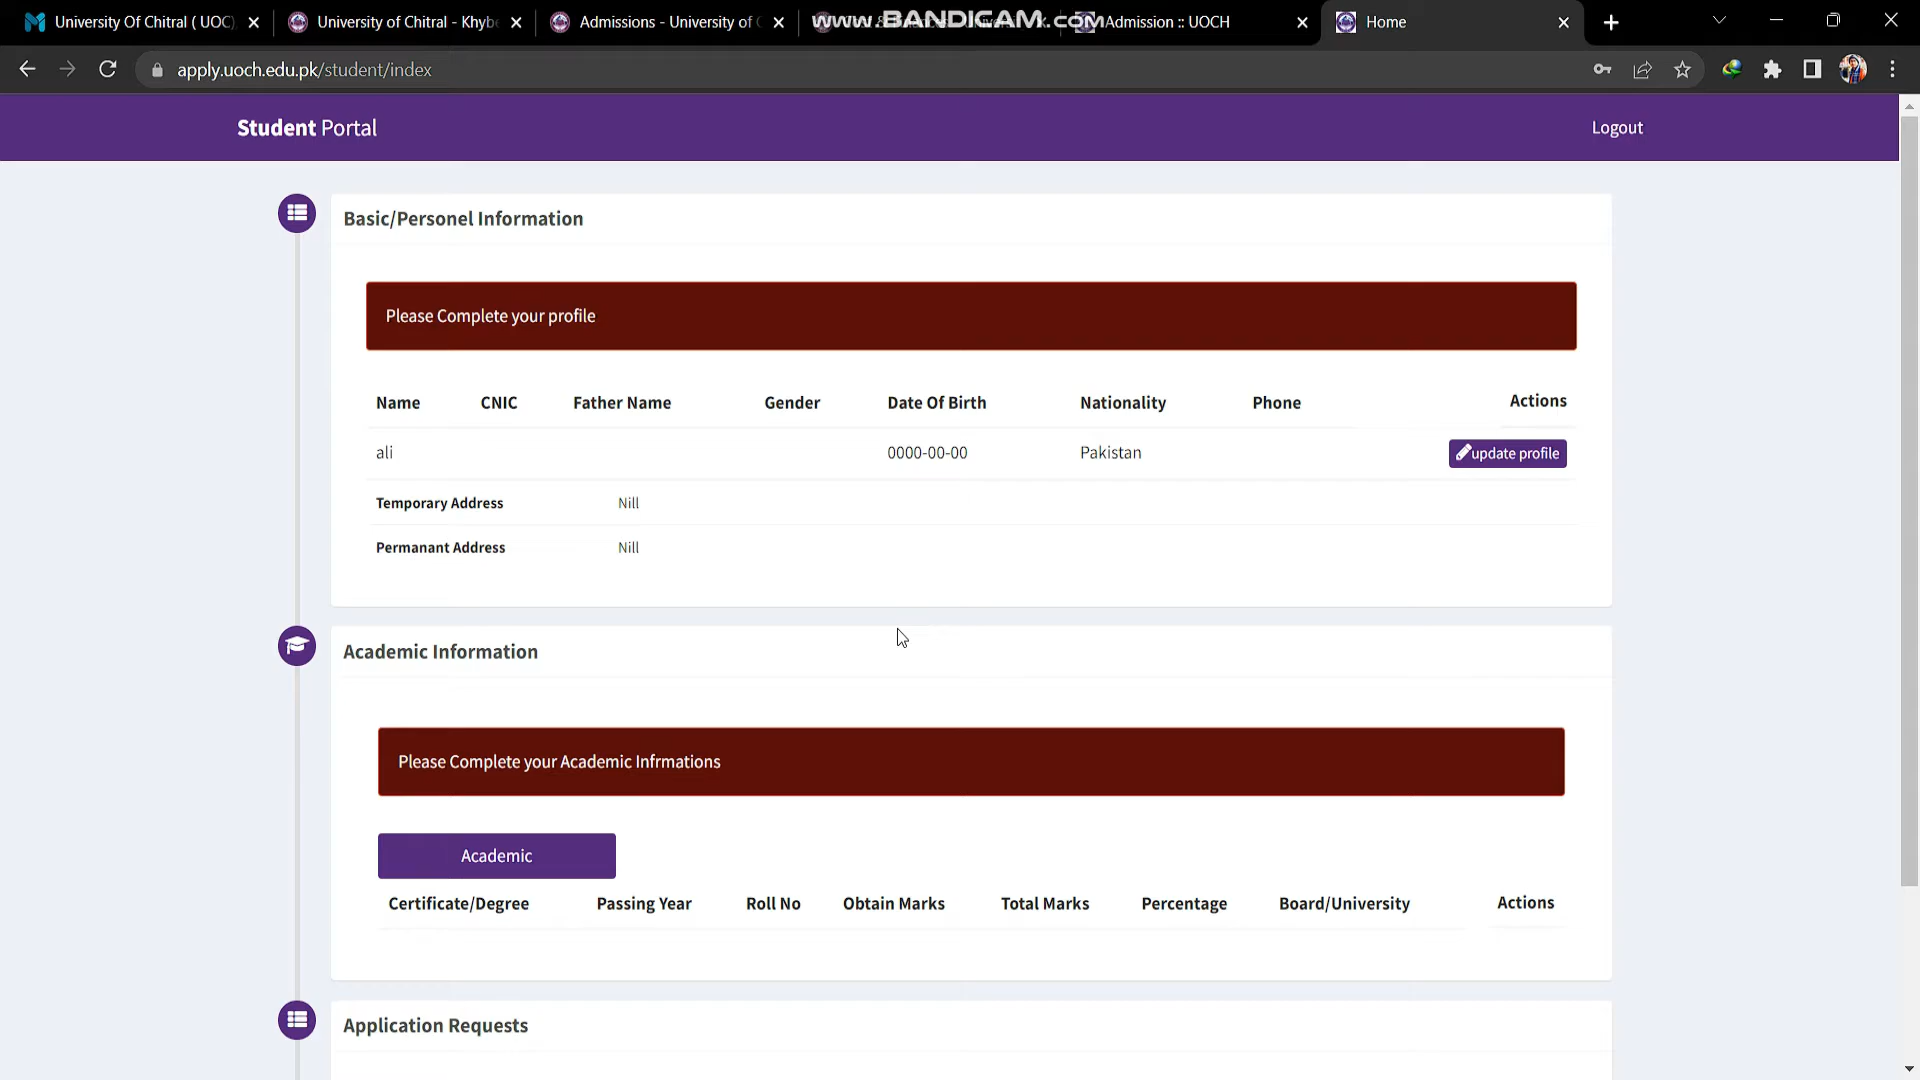 University Of Chitral ( UOC)
University of Chitral - Khybe
Admissions - University of C
www.BANDICAM.com
Admission :: UOCH
Home
apply.uoch.edu.pk/student/index
Student Portal
Logout
Basic/Personel Information
Please Complete your profile
Name CNIC Father Name Gender Date Of Birth Nationality Phone Actions
ali 0000-00-00 Pakistan update profile
Temporary Address Nill
Permanant Address Nill
Academic Information
Please Complete your Academic Infrmations
Academic
Certificate/Degree Passing Year Roll No Obtain Marks Total Marks Percentage Board/University Actions
Application Requests